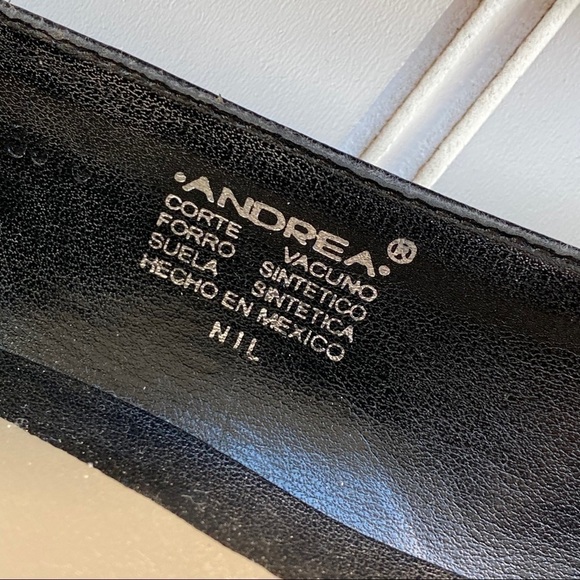 ·ANDREA·®
CORTE VACUNO
FORRO SINTETICO
SUELA SINTETICA
HECHO EN MEXICO
NIL